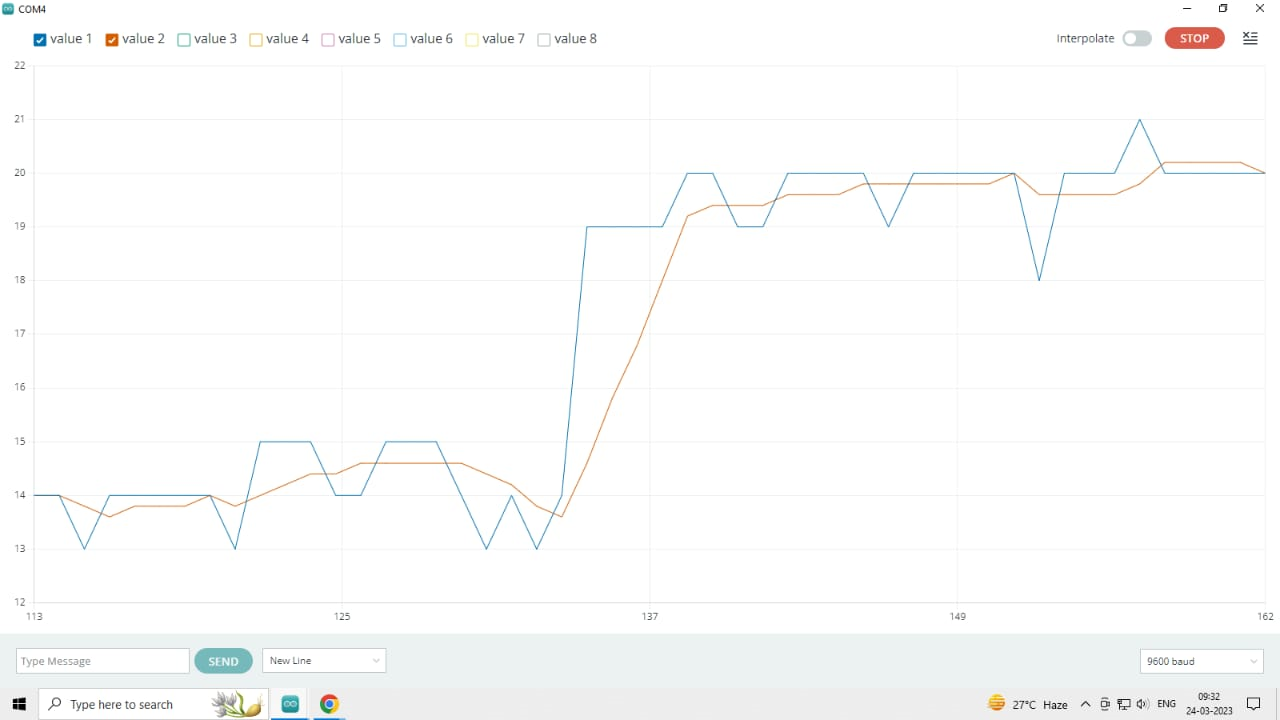 COM4
value 1 value 2 value 3 value 4 value 5 value 6 value 7 value 8 Interpolate STOP
22
21
20
19
18
17
16
15
14
13
12
113 125 137 149 162
Type Message SEND New Line 9600 baud
Type here to search 27°C Haze ENG 09:32
24-03-2023